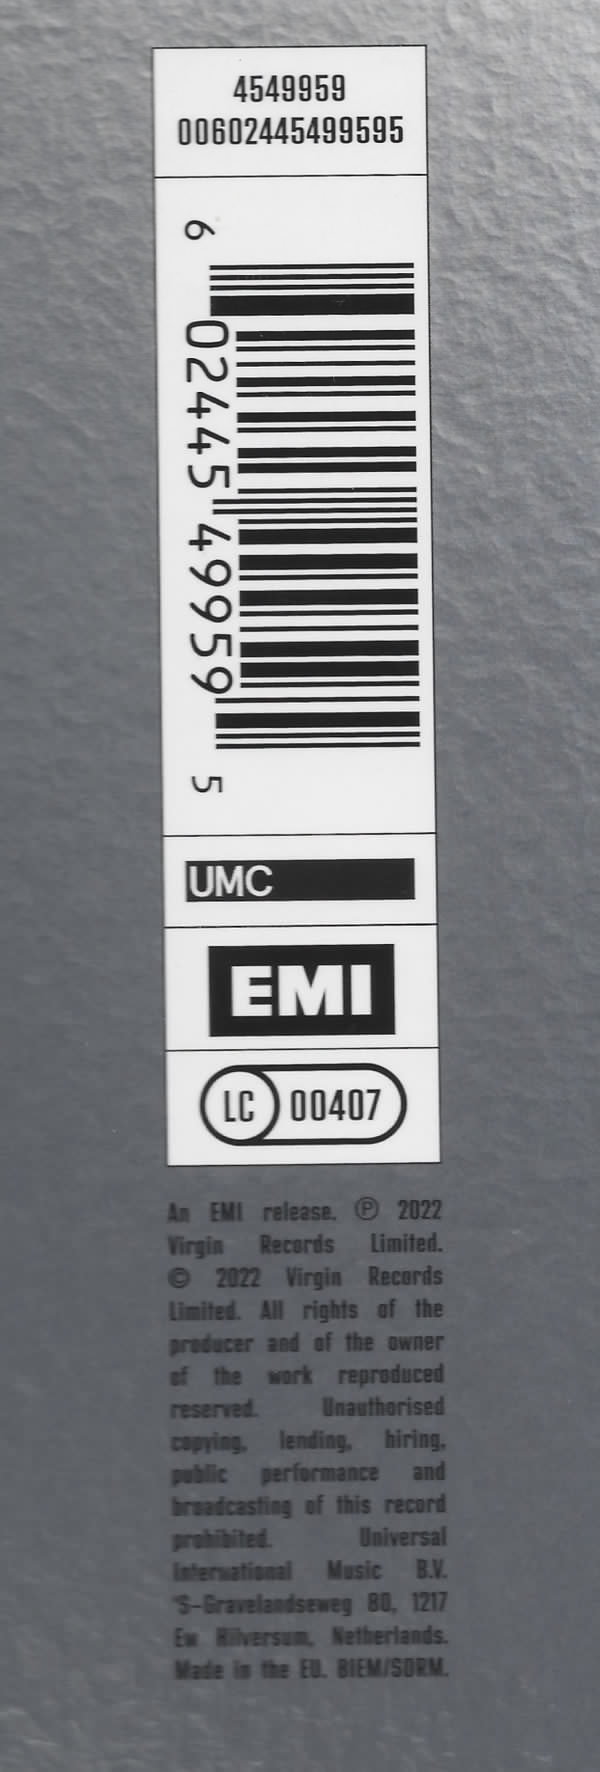 4549959
00602445499595
6
02445
49959
5
UMC
EMI
LC 00407
An EMI release. ℗ 2022
Virgin Records Limited.
© 2022 Virgin Records
Limited. All rights of the
producer and of the owner
of the work reproduced
reserved. Unauthorised
copying, lending, hiring,
public performance and
broadcasting of this record
prohibited. Universal
International Music B.V.
'S-Gravelandseweg 80, 1217
Ew Hilversum, Netherlands.
Made in the EU. BIEM/SDRM.